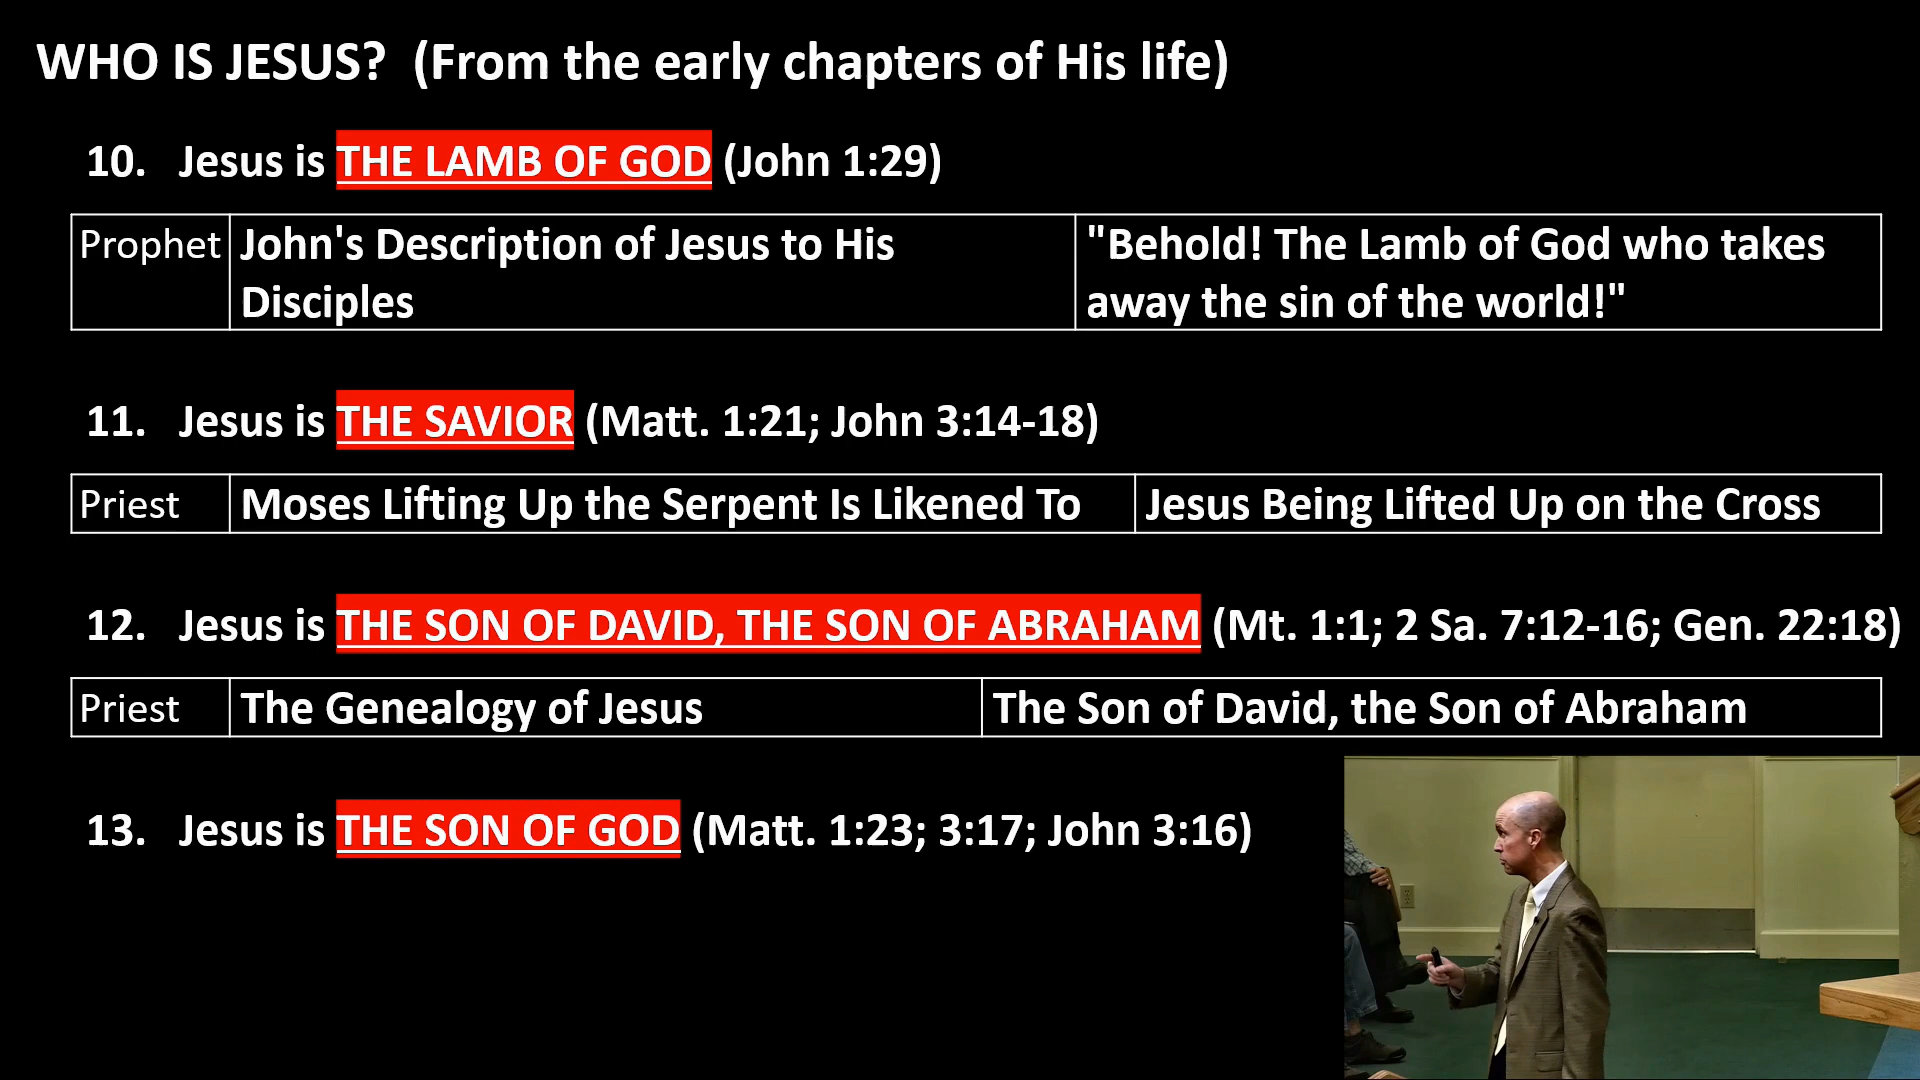 WHO IS JESUS? (From the early chapters of His life)
10. Jesus is THE LAMB OF GOD (John 1:29)
Prophet John's Description of Jesus to His "Behold! The Lamb of God who takes
Disciples away the sin of the world!"
11. Jesus is THE SAVIOR (Matt. 1:21; John 3:14-18)
Priest Moses Lifting Up the Serpent Is Likened To Jesus Being Lifted Up on the Cross
12. Jesus is THE SON OF DAVID, THE SON OF ABRAHAM (Mt. 1:1; 2 Sa. 7:12-16; Gen. 22:18)
Priest The Genealogy of Jesus The Son of David, the Son of Abraham
13. Jesus is THE SON OF GOD (Matt. 1:23; 3:17; John 3:16)